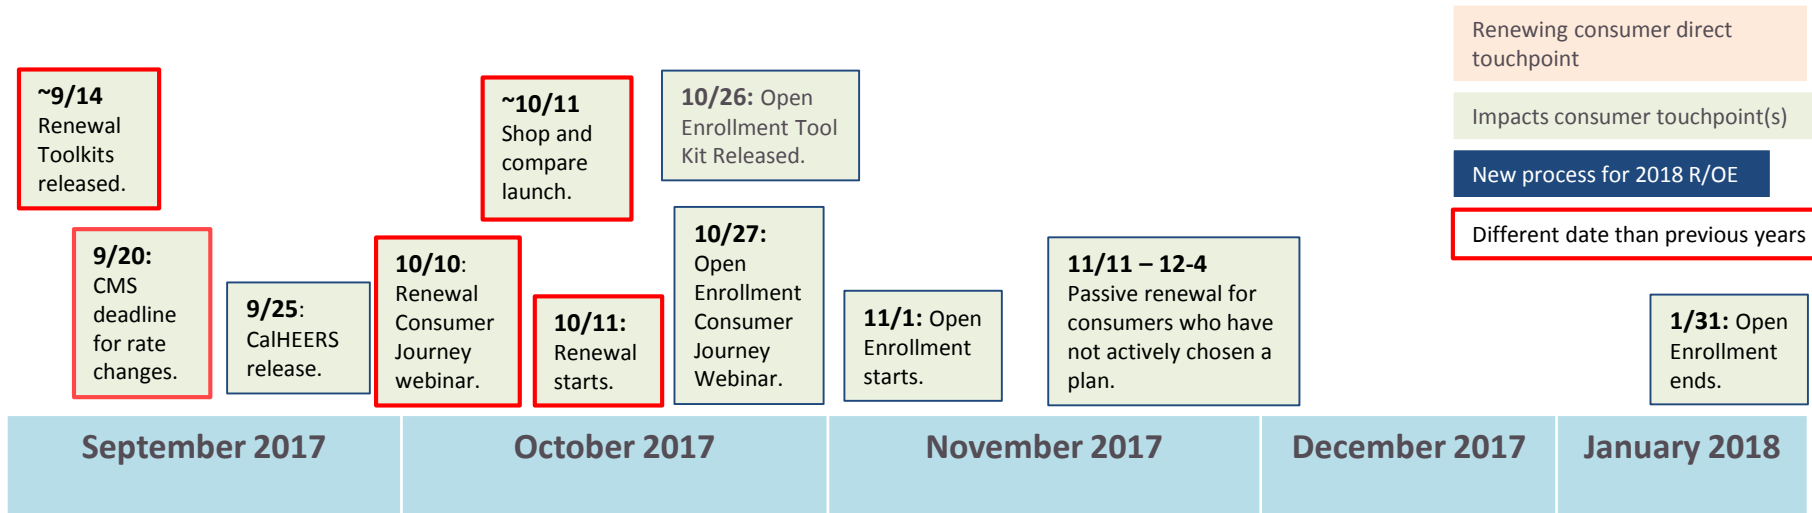 Renewing consumer direct
touchpoint
Impacts consumer touchpoint(s)
New process for 2018 R/OE
Different date than previous years
~9/14
Renewal
Toolkits
released.
9/20:
CMS
deadline
for rate
changes.
9/25:
CalHEERS
release.
10/10:
Renewal
Consumer
Journey
webinar.
~10/11
Shop and
compare
launch.
10/11:
Renewal
starts.
10/26: Open
Enrollment Tool
Kit Released.
10/27:
Open
Enrollment
Consumer
Journey
Webinar.
11/1: Open
Enrollment
starts.
11/11 – 12-4
Passive renewal for
consumers who have
not actively chosen a
plan.
1/31: Open
Enrollment
ends.
September 2017
October 2017
November 2017
December 2017
January 2018